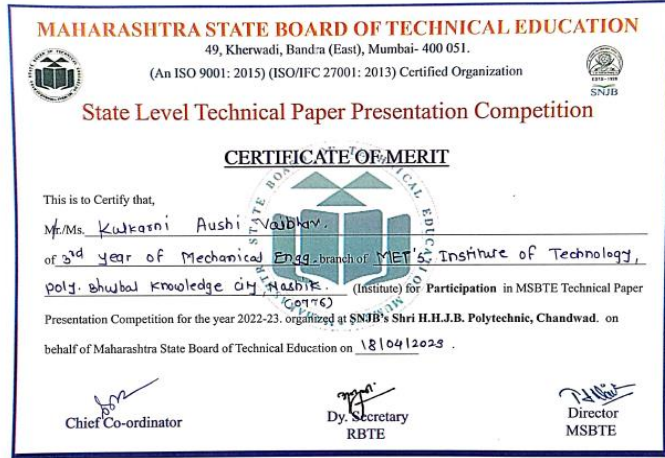 MAHARASHTRA STATE BOARD OF TECHNICAL EDUCATION
49, Kherwadi, Bandra (East), Mumbai- 400 051.
(An ISO 9001: 2015) (ISO/IFC 27001: 2013) Certified Organization
SNJB
State Level Technical Paper Presentation Competition
CERTIFICATE OF MERIT
This is to Certify that,
Mr./Ms. Kulkarni Aushi Vaibhav.
of 3rd year of Mechanical Engg. branch of MET's, Institute of Technology,
poly. Bhujbal Knowledge city Nashik. (Institute) for Participation in MSBTE Technical Paper
(0776)
Presentation Competition for the year 2022-23. organized at SNJB's Shri H.H.J.B. Polytechnic, Chandwad. on
behalf of Maharashtra State Board of Technical Education on 18/04/2023.
Chief Co-ordinator
Dy. Secretary
RBTE
Director
MSBTE